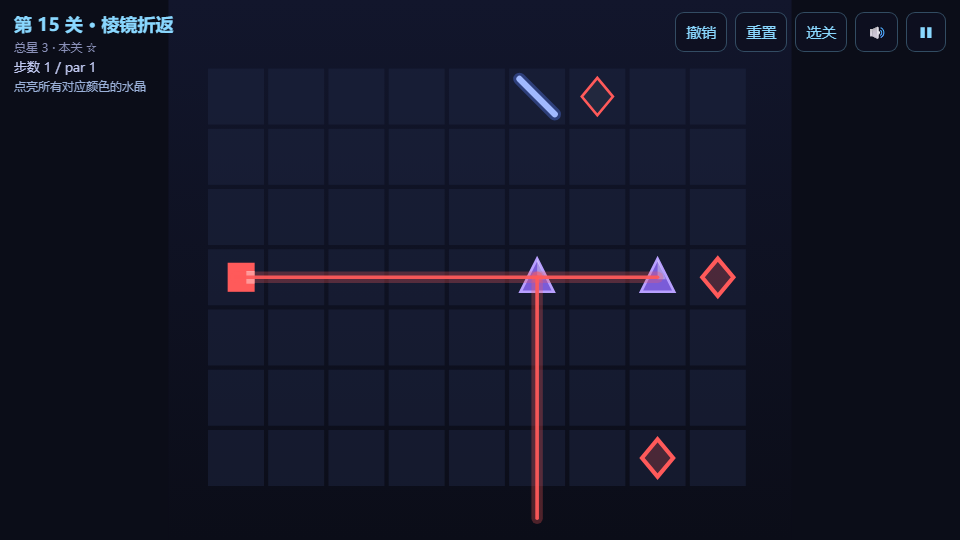 第 15 关 · 棱镜折返
总星 3 · 本关 ☆
步数 1 / par 1
点亮所有对应颜色的水晶
撤销
重置
选关